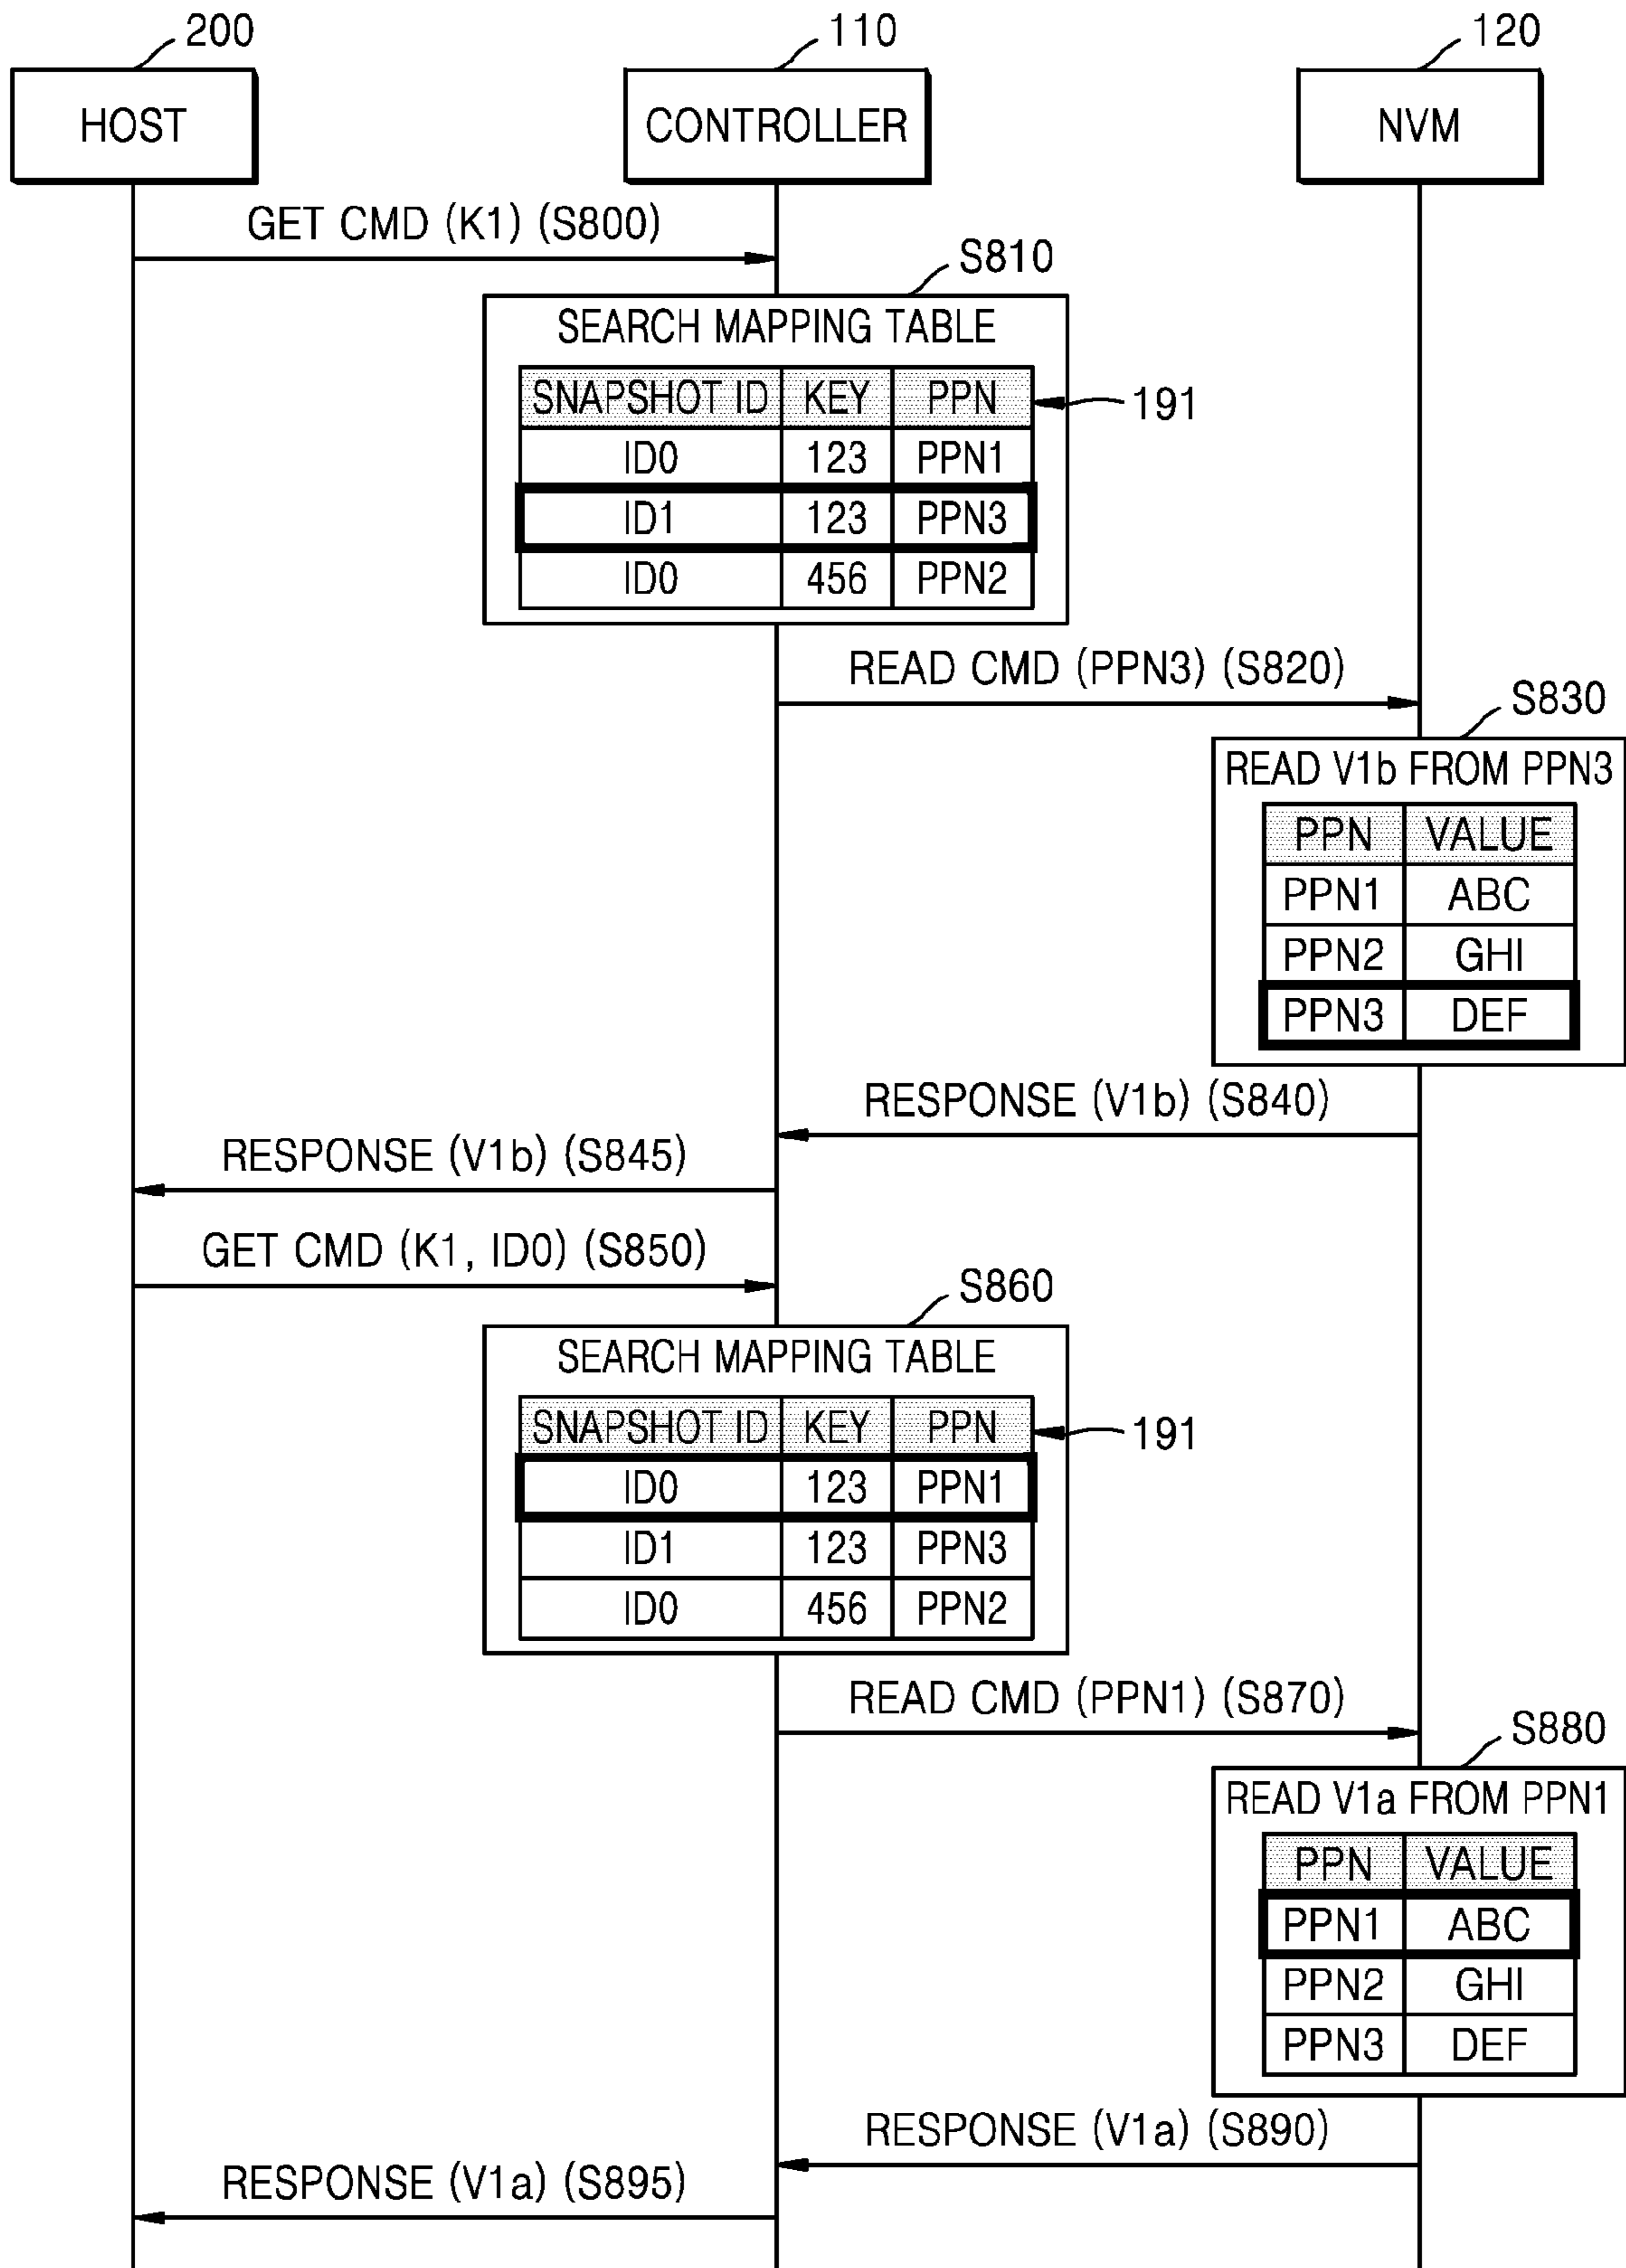 200
110
120
HOST
CONTROLLER
NVM
GET CMD (K1) (S800)
S810
SEARCH MAPPING TABLE
SNAPSHOT ID KEY PPN
191
ID0 123 PPN1
ID1 123 PPN3
ID0 456 PPN2
READ CMD (PPN3) (S820)
S830
READ V1b FROM PPN3
PPN VALUE
PPN1 ABC
PPN2 GHI
PPN3 DEF
RESPONSE (V1b) (S840)
RESPONSE (V1b) (S845)
GET CMD (K1, ID0) (S850)
S860
SEARCH MAPPING TABLE
SNAPSHOT ID KEY PPN
191
ID0 123 PPN1
ID1 123 PPN3
ID0 456 PPN2
READ CMD (PPN1) (S870)
S880
READ V1a FROM PPN1
PPN VALUE
PPN1 ABC
PPN2 GHI
PPN3 DEF
RESPONSE (V1a) (S890)
RESPONSE (V1a) (S895)